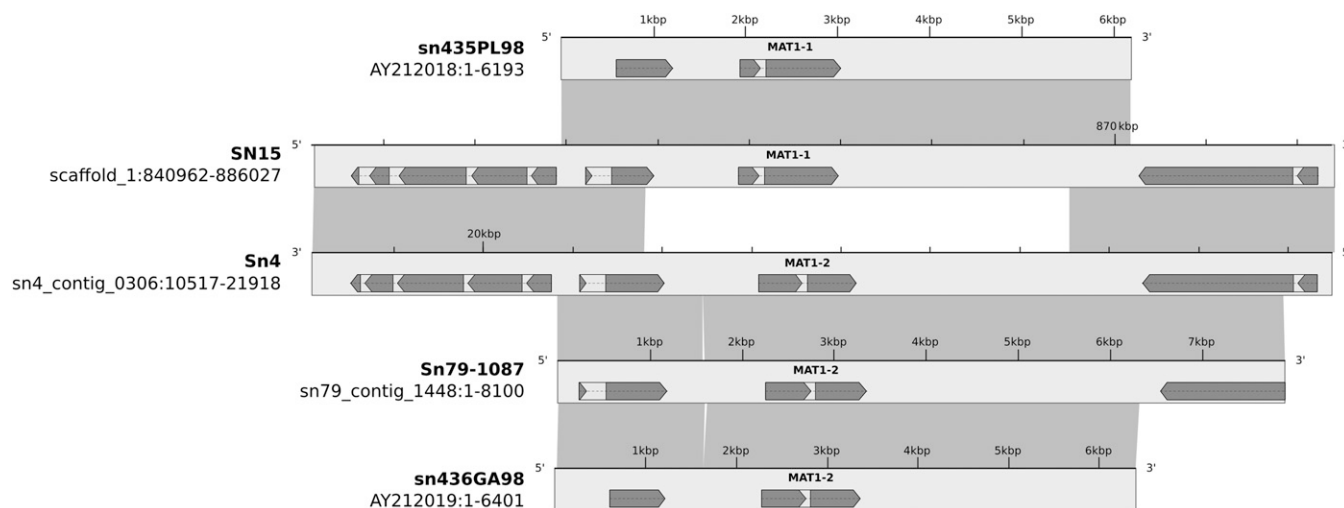 1kbp 2kbp 3kbp 4kbp 5kbp 6kbp
5' 3'
sn435PL98 MAT1-1
AY212018:1-6193
870 kbp
5'
SN15 MAT1-1
scaffold_1:840962-886027
20kbp
3'
Sn4 MAT1-2
sn4_contig_0306:10517-21918
1kbp 2kbp 3kbp 4kbp 5kbp 6kbp 7kbp
5' 3'
Sn79-1087 MAT1-2
sn79_contig_1448:1-8100
1kbp 2kbp 3kbp 4kbp 5kbp 6kbp
5' 3'
sn436GA98 MAT1-2
AY212019:1-6401